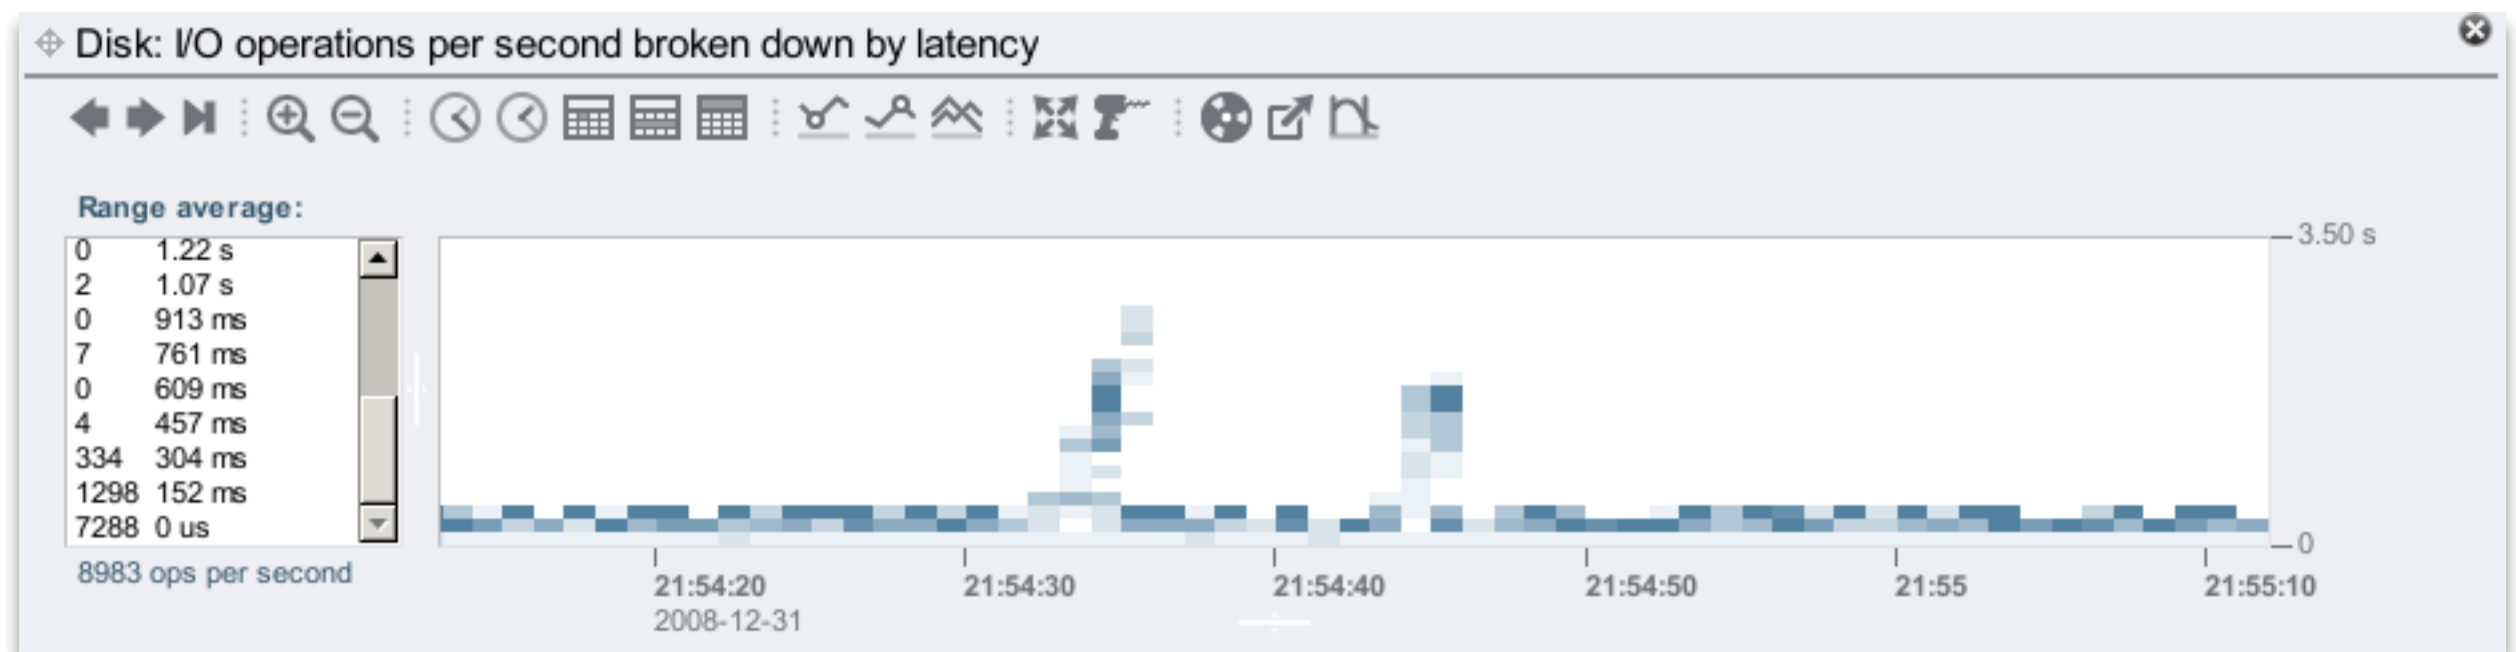 Disk: I/O operations per second broken down by latency
Range average:
0 1.22 s
2 1.07 s
0 913 ms
7 761 ms
0 609 ms
4 457 ms
334 304 ms
1298 152 ms
7288 0 us
8983 ops per second
3.50 s
0
21:54:20 21:54:30 21:54:40 21:54:50 21:55 21:55:10
2008-12-31